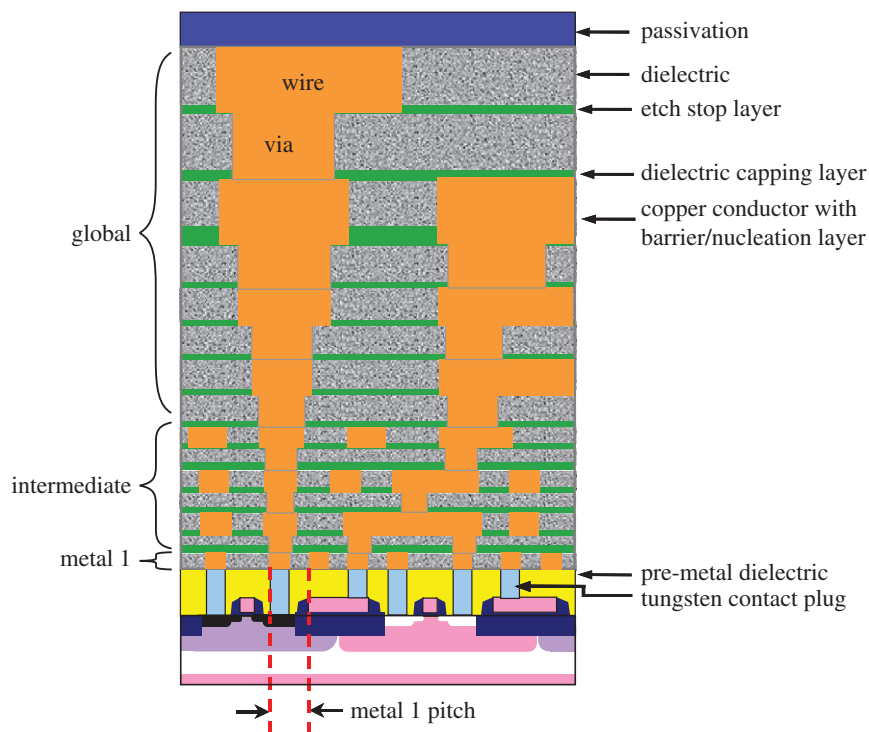 passivation
wire
dielectric
etch stop layer
via
dielectric capping layer
global
copper conductor with
barrier/nucleation layer
intermediate
metal 1
pre-metal dielectric
tungsten contact plug
metal 1 pitch